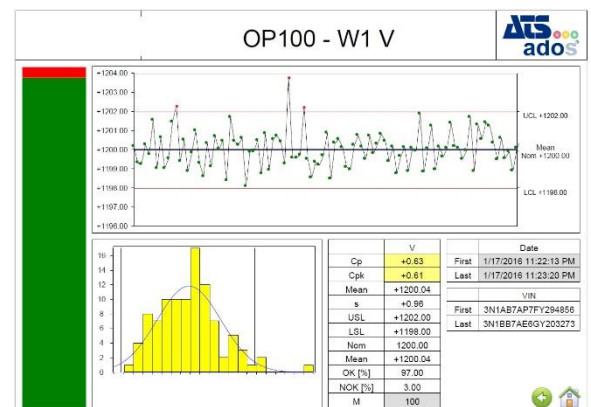 OP100 - W1 V
ATS
ados
+1204.00
+1203.00
+1202.00
+1201.00
+1200.00
+1199.00
+1198.00
+1197.00
+1196.00
UCL +1202.00
Mean
Nom +1200.00
LCL +1198.00
16
14
12
10
8
6
4
2
0
V
Cp +0.63
Cpk +0.61
Mean +1200.04
s +0.96
USL +1202.00
LSL +1198.00
Nom 1200.00
Mean +1200.04
OK [%] 97.00
NOK [%] 3.00
M 100
Date
First 1/17/2016 11:22:13 PM
Last 1/17/2016 11:23:20 PM
VIN
First 3N1AB7AP7FY294856
Last 3N1BB7AE6GY203273